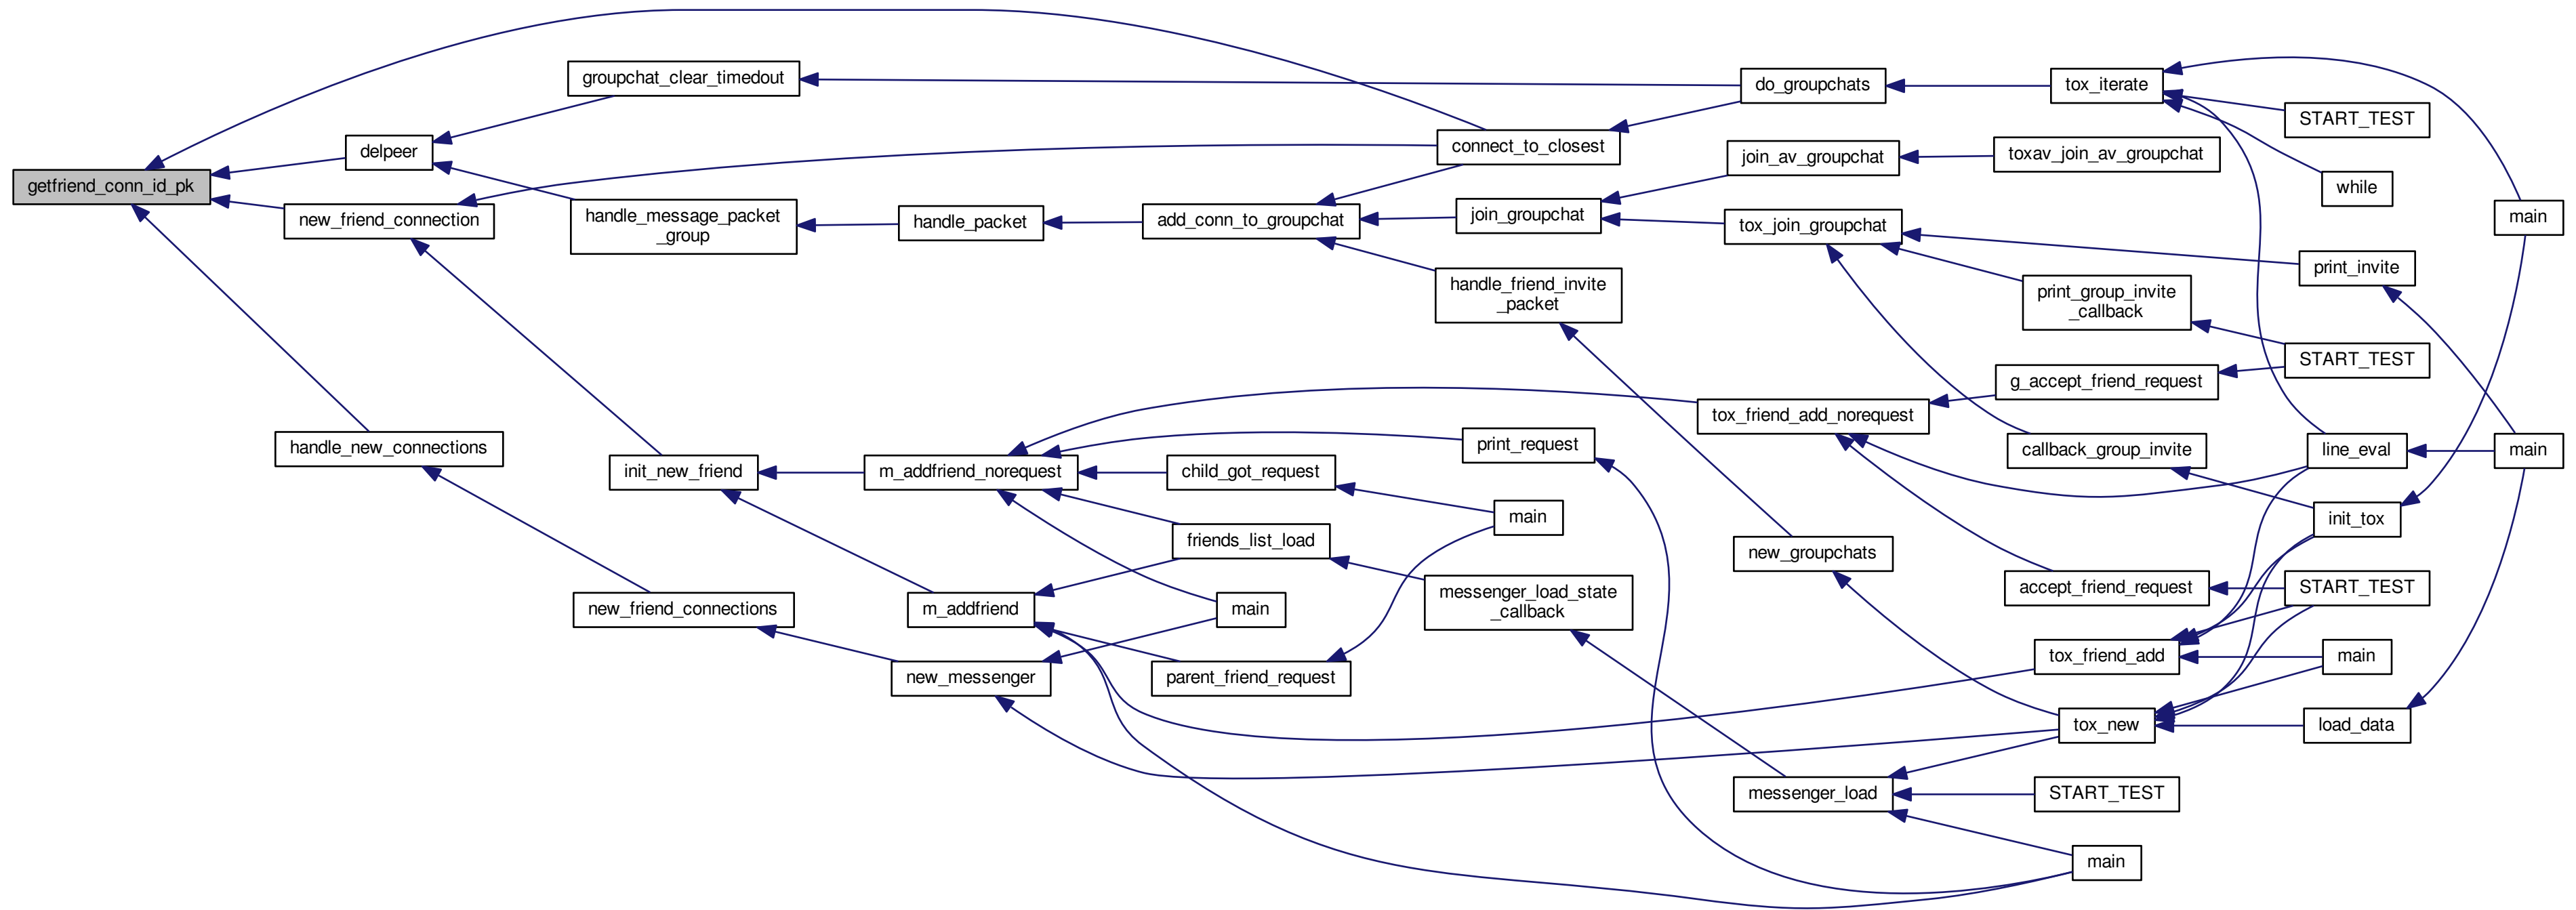 getfriend_conn_id_pk
delpeer
new_friend_connection
handle_new_connections
groupchat_clear_timedout
handle_message_packet
_group
init_new_friend
new_friend_connections
handle_packet
m_addfriend_norequest
m_addfriend
new_messenger
add_conn_to_groupchat
child_got_request
friends_list_load
main
parent_friend_request
connect_to_closest
join_groupchat
handle_friend_invite
_packet
print_request
main
messenger_load_state
_callback
do_groupchats
join_av_groupchat
tox_join_groupchat
tox_friend_add_norequest
new_groupchats
messenger_load
tox_iterate
toxav_join_av_groupchat
print_group_invite
_callback
g_accept_friend_request
callback_group_invite
accept_friend_request
tox_friend_add
tox_new
START_TEST
main
START_TEST
while
print_invite
START_TEST
line_eval
init_tox
START_TEST
main
load_data
main
main